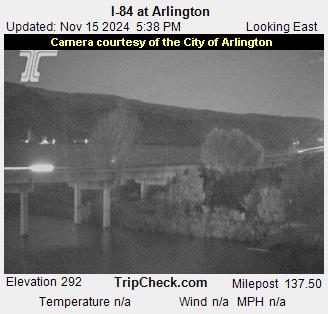 I-84 at Arlington
Updated: Nov 15 2024 5:38 PM Looking East
Camera courtesy of the City of Arlington
Elevation 292 TripCheck.com Milepost 137.50
Temperature n/a Wind n/a MPH n/a